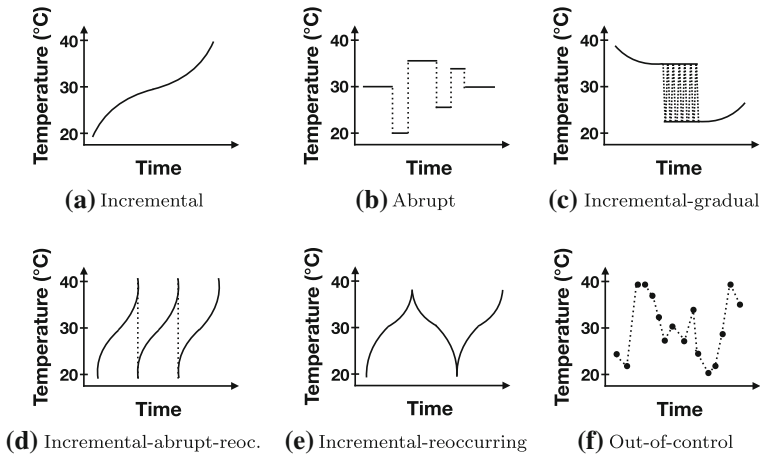 Temperature (°C)
40
30
20
Time
(a) Incremental
Temperature (°C)
40
30
20
Time
(b) Abrupt
Temperature (°C)
40
30
20
Time
(c) Incremental-gradual
Temperature (°C)
40
30
20
Time
(d) Incremental-abrupt-reoc.
Temperature (°C)
40
30
20
Time
(e) Incremental-reoccurring
Temperature (°C)
40
30
20
Time
(f) Out-of-control